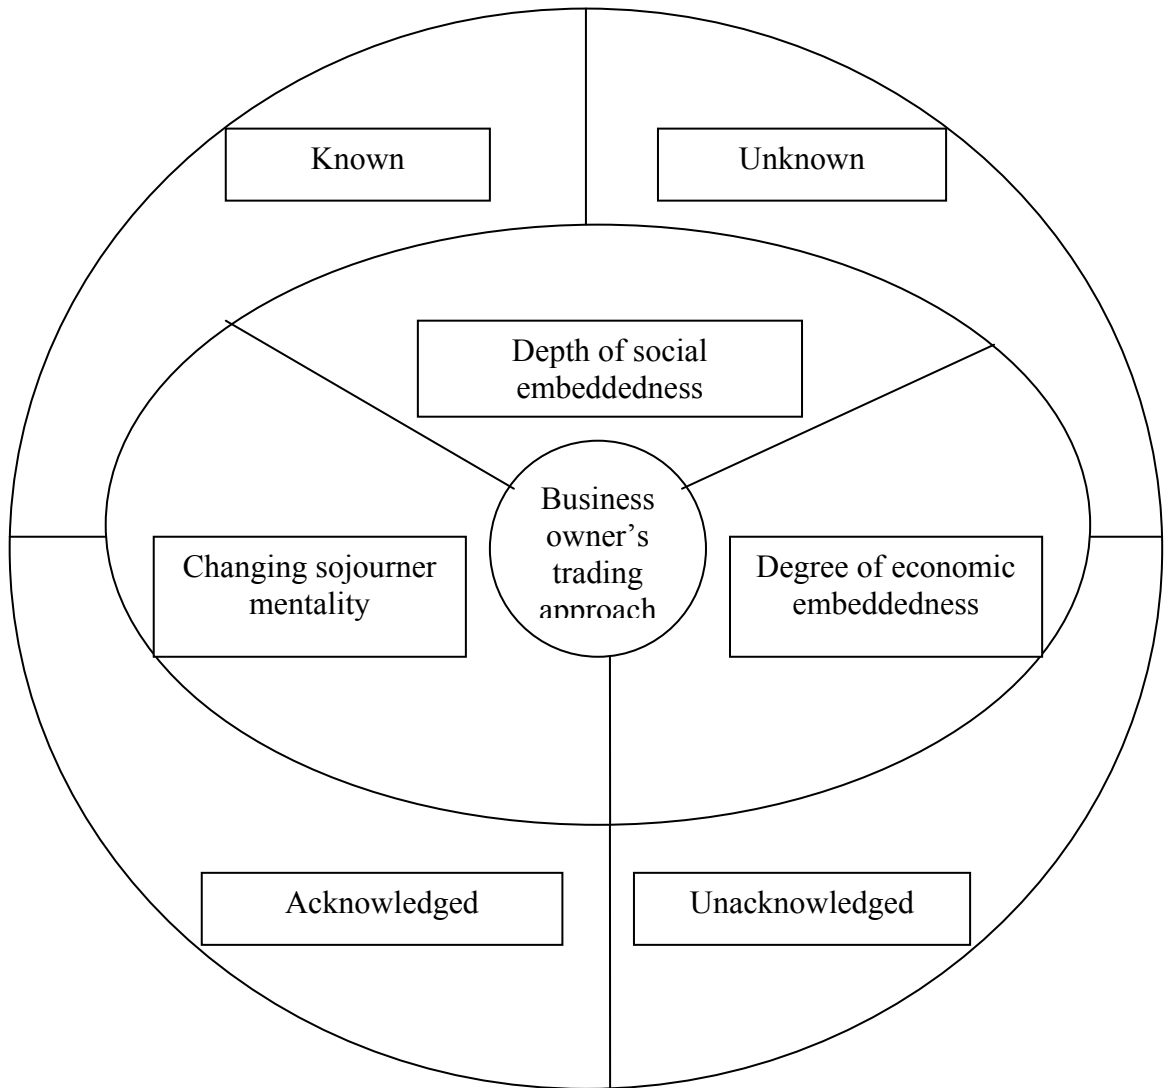 Known
Unknown
Depth of social
embeddedness
Business
owner’s
trading
approach
Changing sojourner
mentality
Degree of economic
embeddedness
Acknowledged
Unacknowledged